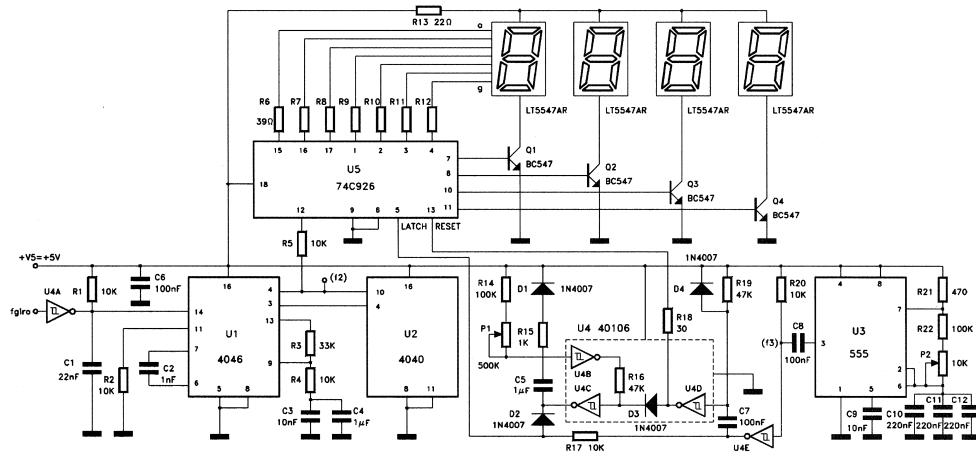 R13 22Ω
a
g
LT5547AR
LT5547AR
LT5547AR
LT5547AR
R6
R7
R8
R9
R10
R11
R12
39Ω
15
16
17
1
2
3
4
U5
74C926
18
7
8
10
11
12
9
6
5
13
LATCH
RESET
Q1
BC547
Q2
BC547
Q3
BC547
Q4
BC547
R5
10K
+V5=+5V
C6
100nF
U4A
R1
10K
fgiro
C1
22nF
R2
10K
C2
1nF
16
4
3
13
14
11
7
6
9
5
8
U1
4046
(f2)
R3
33K
R4
10K
C3
10nF
C4
1µF
16
10
4
U2
4040
8
11
R14
100K
P1
500K
D1
1N4007
R15
1K
C5
1µF
D2
1N4007
U4 40106
U4B
U4C
R16
47K
D3
1N4007
U4D
R18
30
1N4007
D4
R19
47K
C7
100nF
U4E
R17 10K
R20
10K
(f3)
C8
100nF
4
8
7
3
2
6
1
5
U3
555
R21
470
R22
100K
P2
10K
C9
10nF
C10
220nF
C11
220nF
C12
220nF